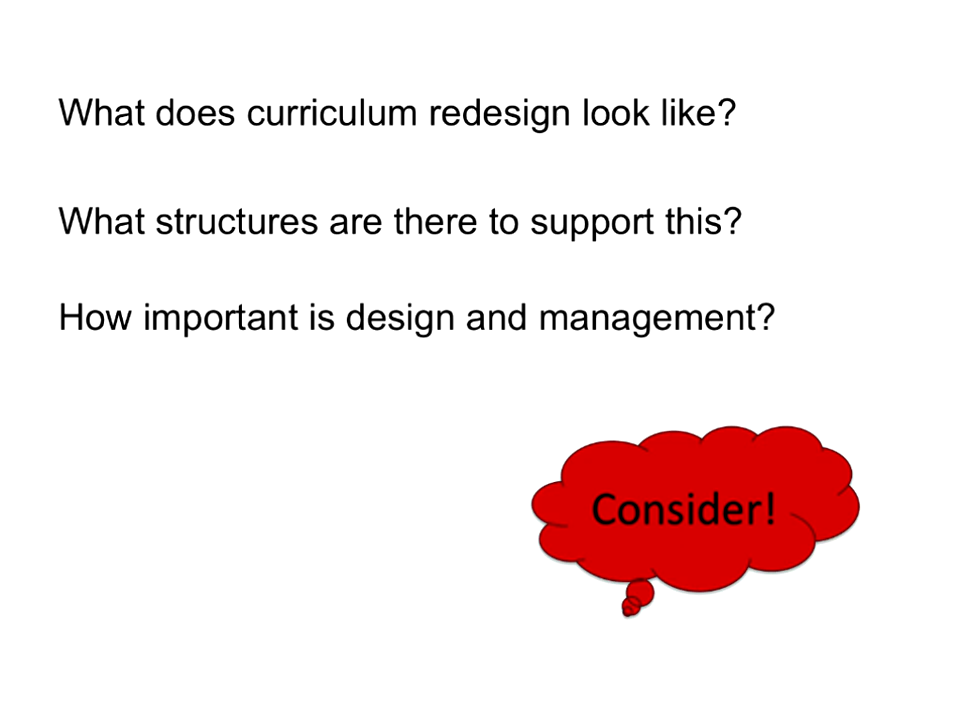 What does curriculum redesign look like?
What structures are there to support this?
How important is design and management?
Consider!